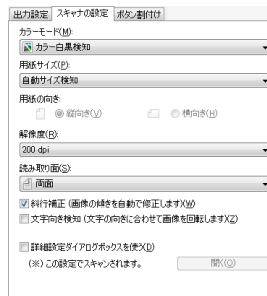 出力設定 スキャナの設定 ボタン割付け
カラーモード(M):
カラー白黒検知
用紙サイズ(P):
自動サイズ検知
用紙の向き:
縦向き(V) 横向き(H)
解像度(R):
200 dpi
読み取り面(S):
両面
斜行補正 (画像の傾きを自動で修正します)(W)
文字向き検知 (文字の向きに合わせて画像を回転します)(Z)
詳細設定ダイアログボックスを使う(D)
(※) この設定でスキャンされます。 開く(O)